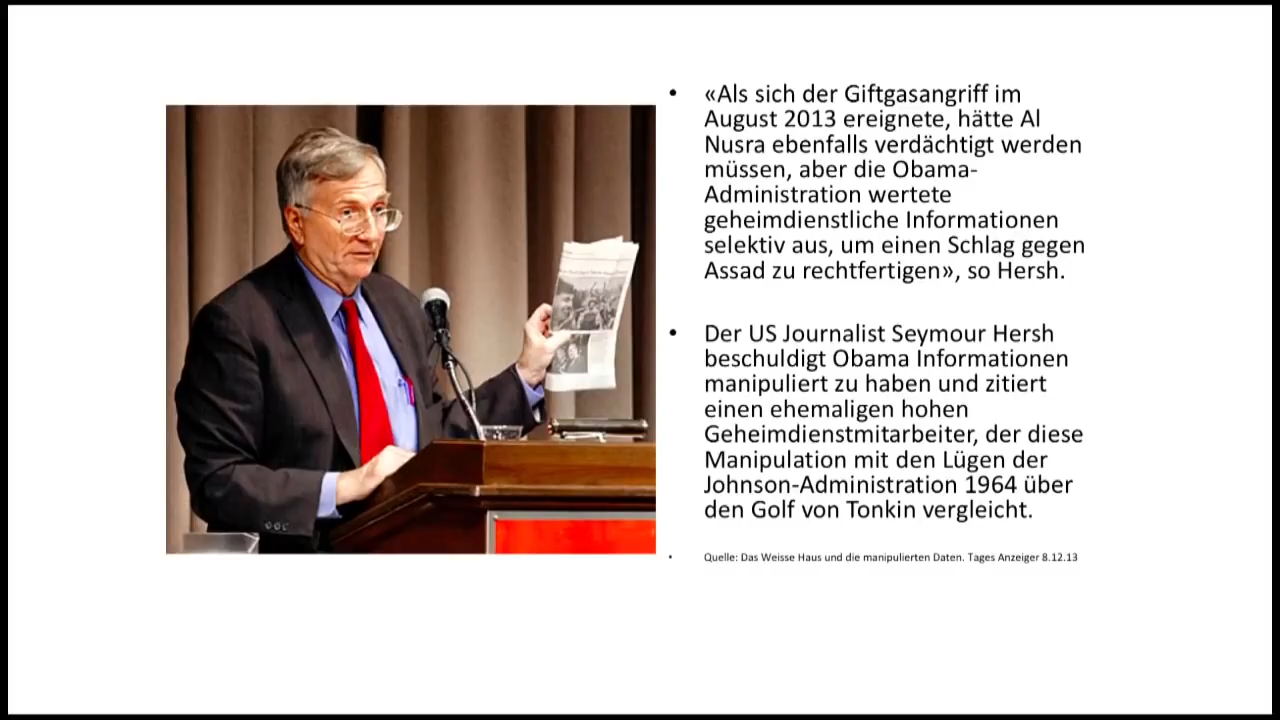 • «Als sich der Giftgasangriff im
August 2013 ereignete, hätte Al
Nusra ebenfalls verdächtigt werden
müssen, aber die Obama-
Administration wertete
geheimdienstliche Informationen
selektiv aus, um einen Schlag gegen
Assad zu rechtfertigen», so Hersh.
• Der US Journalist Seymour Hersh
beschuldigt Obama Informationen
manipuliert zu haben und zitiert
einen ehemaligen hohen
Geheimdienstmitarbeiter, der diese
Manipulation mit den Lügen der
Johnson-Administration 1964 über
den Golf von Tonkin vergleicht.
• Quelle: Das Weisse Haus und die manipulierten Daten. Tages Anzeiger 8.12.13